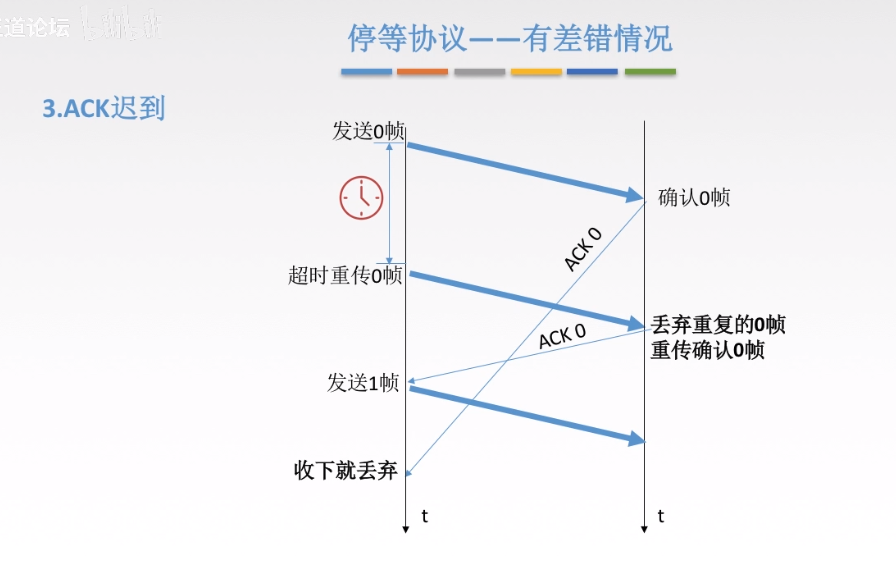 道论坛
停等协议——有差错情况
3.ACK迟到
发送0帧
确认0帧
ACK 0
超时重传0帧
丢弃重复的0帧
重传确认0帧
ACK 0
发送1帧
收下就丢弃
t
t